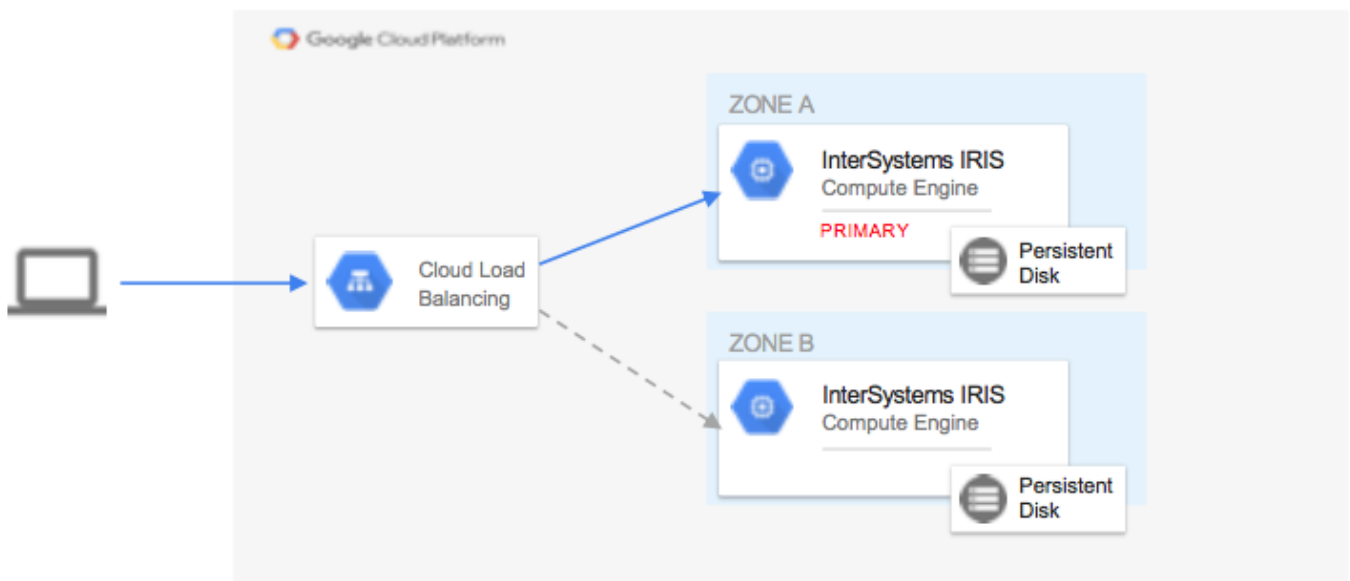 Google Cloud Platform
ZONE A
InterSystems IRIS
Compute Engine
PRIMARY
Persistent
Disk
Cloud Load
Balancing
ZONE B
InterSystems IRIS
Compute Engine
Persistent
Disk